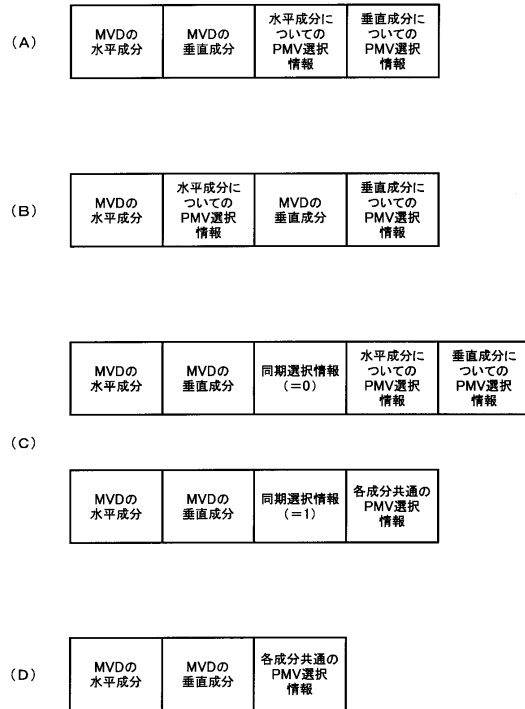 (A)
MVDの
水平成分
MVDの
垂直成分
水平成分に
ついての
PMV選択
情報
垂直成分に
ついての
PMV選択
情報
(B)
MVDの
水平成分
水平成分に
ついての
PMV選択
情報
MVDの
垂直成分
垂直成分に
ついての
PMV選択
情報
(C)
MVDの
水平成分
MVDの
垂直成分
同期選択情報
(=0)
水平成分に
ついての
PMV選択
情報
垂直成分に
ついての
PMV選択
情報
MVDの
水平成分
MVDの
垂直成分
同期選択情報
(=1)
各成分共通の
PMV選択
情報
(D)
MVDの
水平成分
MVDの
垂直成分
各成分共通の
PMV選択
情報